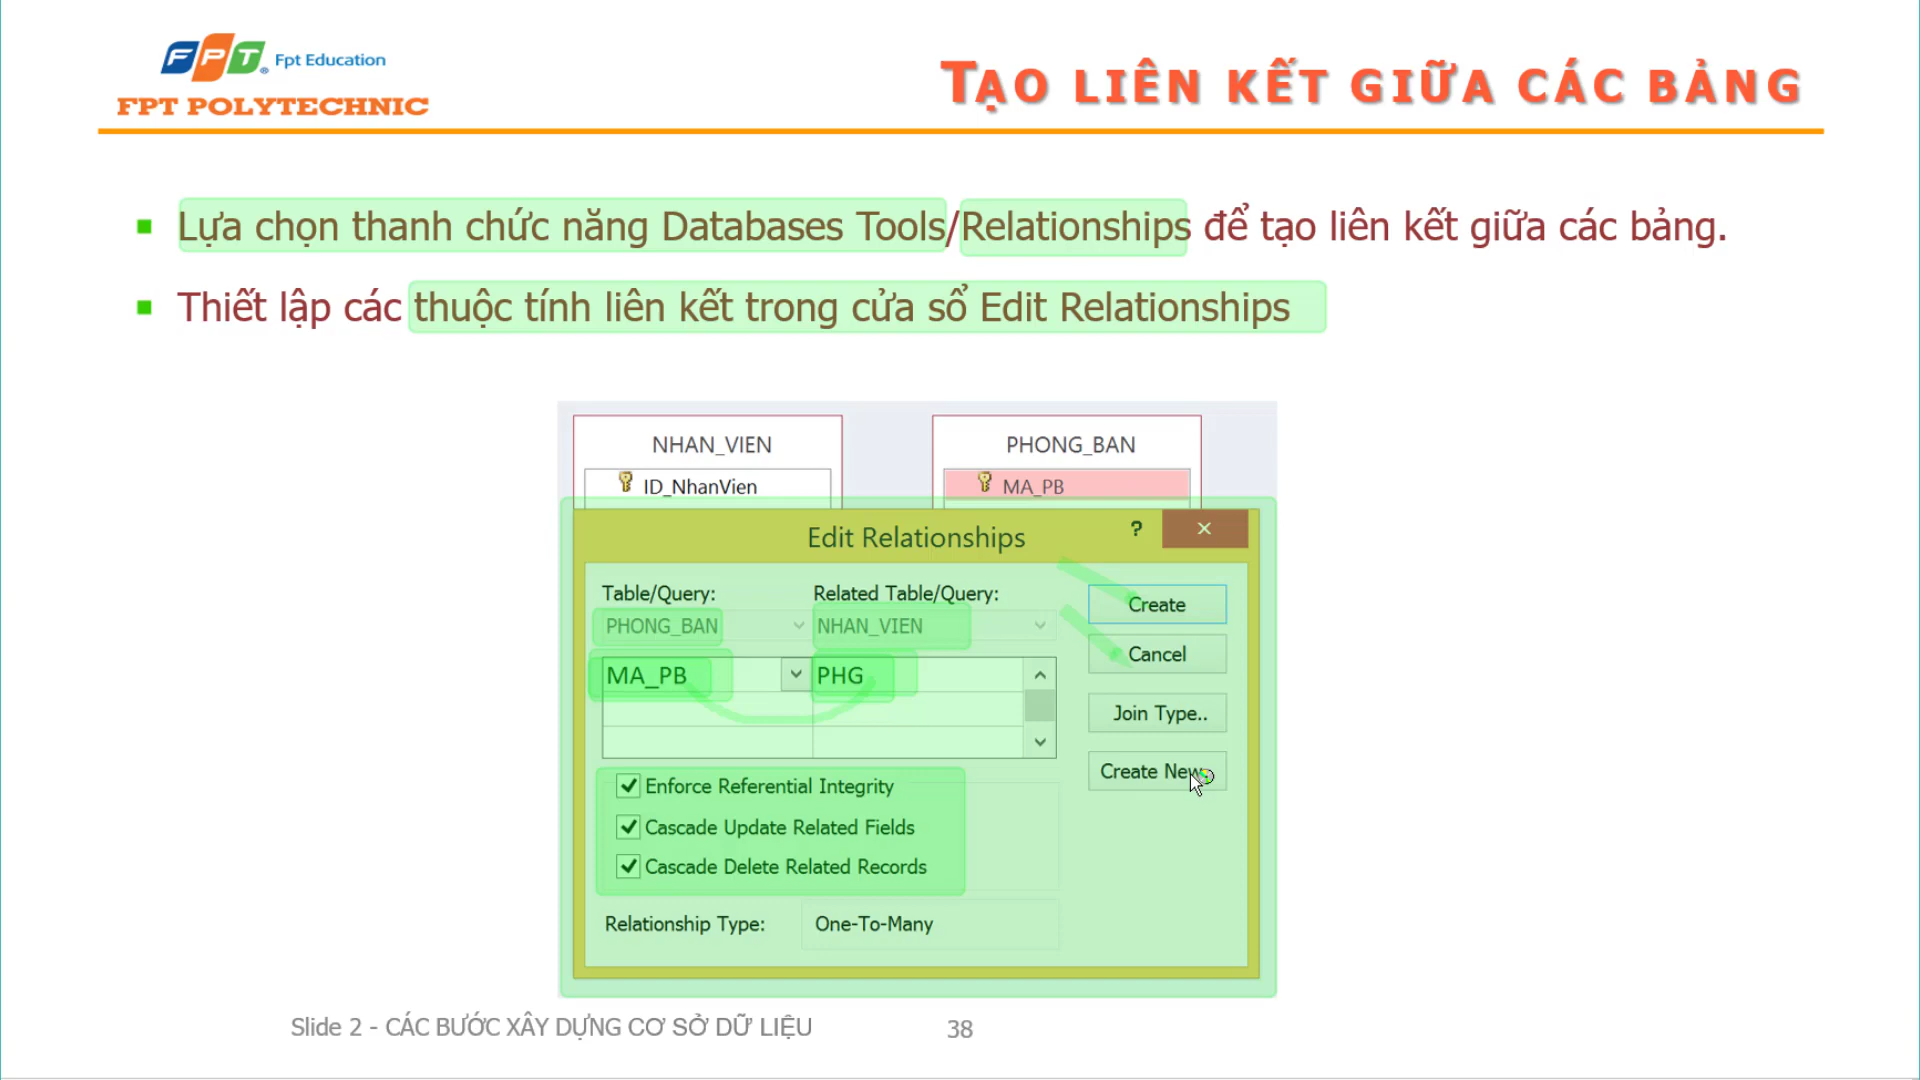 FPT Fpt Education
FPT POLYTECHNIC
TẠO LIÊN KẾT GIỮA CÁC BẢNG
Lựa chọn thanh chức năng Databases Tools/Relationships để tạo liên kết giữa các bảng.
Thiết lập các thuộc tính liên kết trong cửa sổ Edit Relationships
NHAN_VIEN PHONG_BAN
ID_NhanVien MA_PB
Edit Relationships ?
Table/Query: Related Table/Query:
Create
PHONG_BAN NHAN_VIEN
Cancel
MA_PB PHG
Join Type..
Create New..
Enforce Referential Integrity
Cascade Update Related Fields
Cascade Delete Related Records
Relationship Type: One-To-Many
Slide 2 - CÁC BƯỚC XÂY DỰNG CƠ SỞ DỮ LIỆU 38